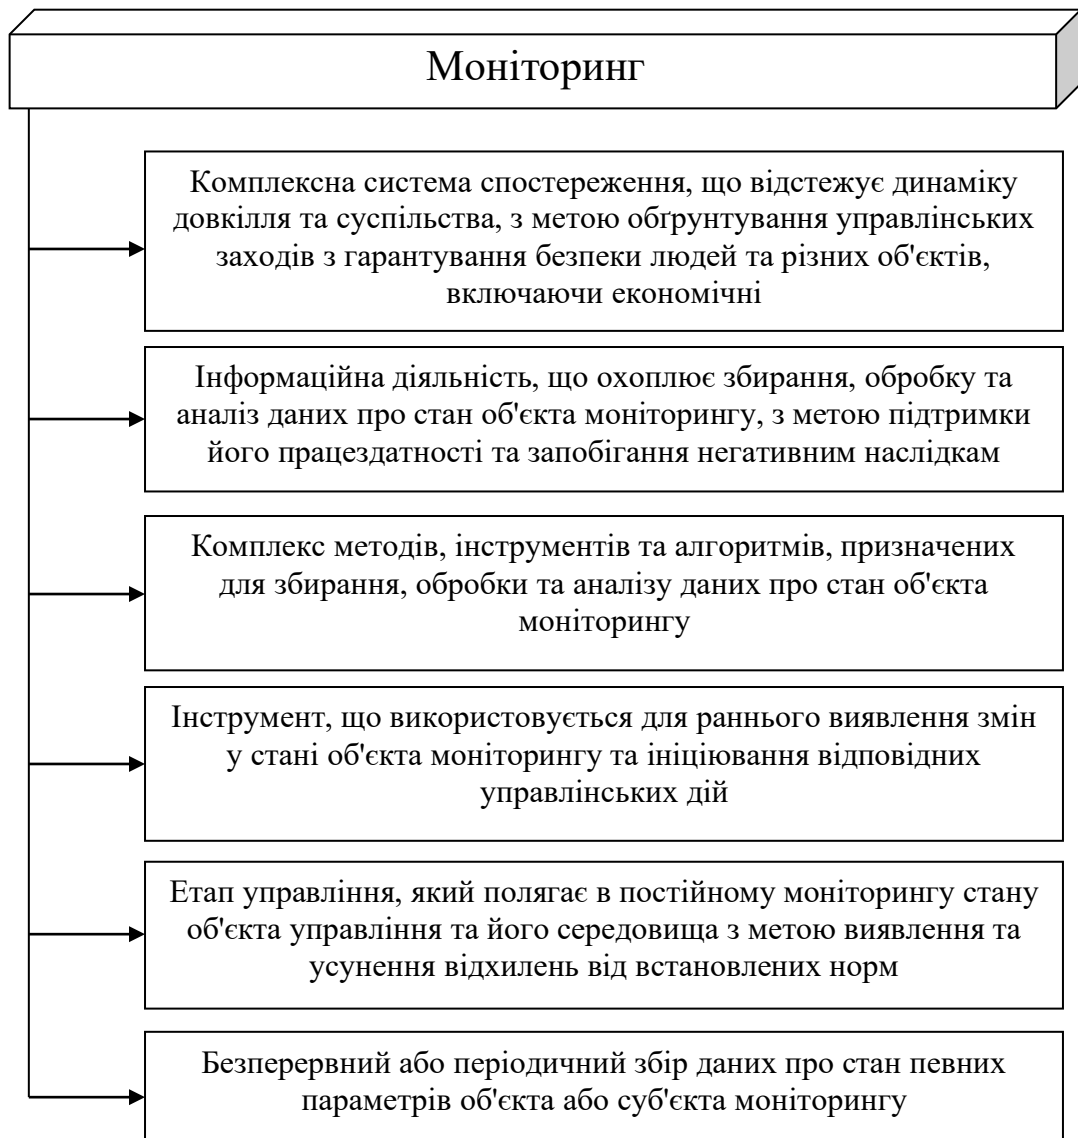 Моніторинг
Комплексна система спостереження, що відстежує динаміку
довкілля та суспільства, з метою обґрунтування управлінських
заходів з гарантування безпеки людей та різних об'єктів,
включаючи економічні
Інформаційна діяльність, що охоплює збирання, обробку та
аналіз даних про стан об'єкта моніторингу, з метою підтримки
його працездатності та запобігання негативним наслідкам
Комплекс методів, інструментів та алгоритмів, призначених
для збирання, обробки та аналізу даних про стан об'єкта
моніторингу
Інструмент, що використовується для раннього виявлення змін
у стані об'єкта моніторингу та ініціювання відповідних
управлінських дій
Етап управління, який полягає в постійному моніторингу стану
об'єкта управління та його середовища з метою виявлення та
усунення відхилень від встановлених норм
Безперервний або періодичний збір даних про стан певних
параметрів об'єкта або суб'єкта моніторингу